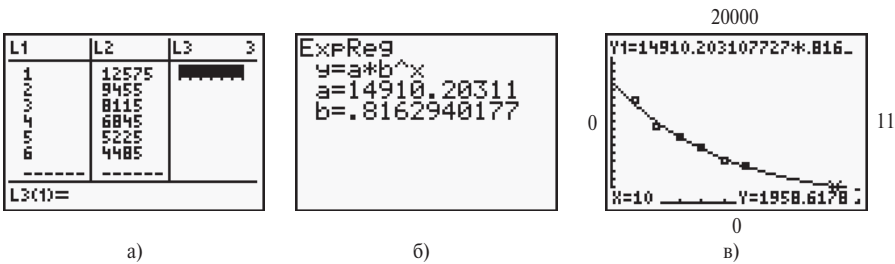 20000
L1 L2 L3 3
1 12575
2 9455
3 8115
4 6845
5 5225
6 4485
------ ------
L3(1)=
ExpReg
y=a*b^x
a=14910.20311
b=.8162940177
Y1=14910.203107727*.816_
0 11
X=10 Y=1958.6178
0
а) б) в)